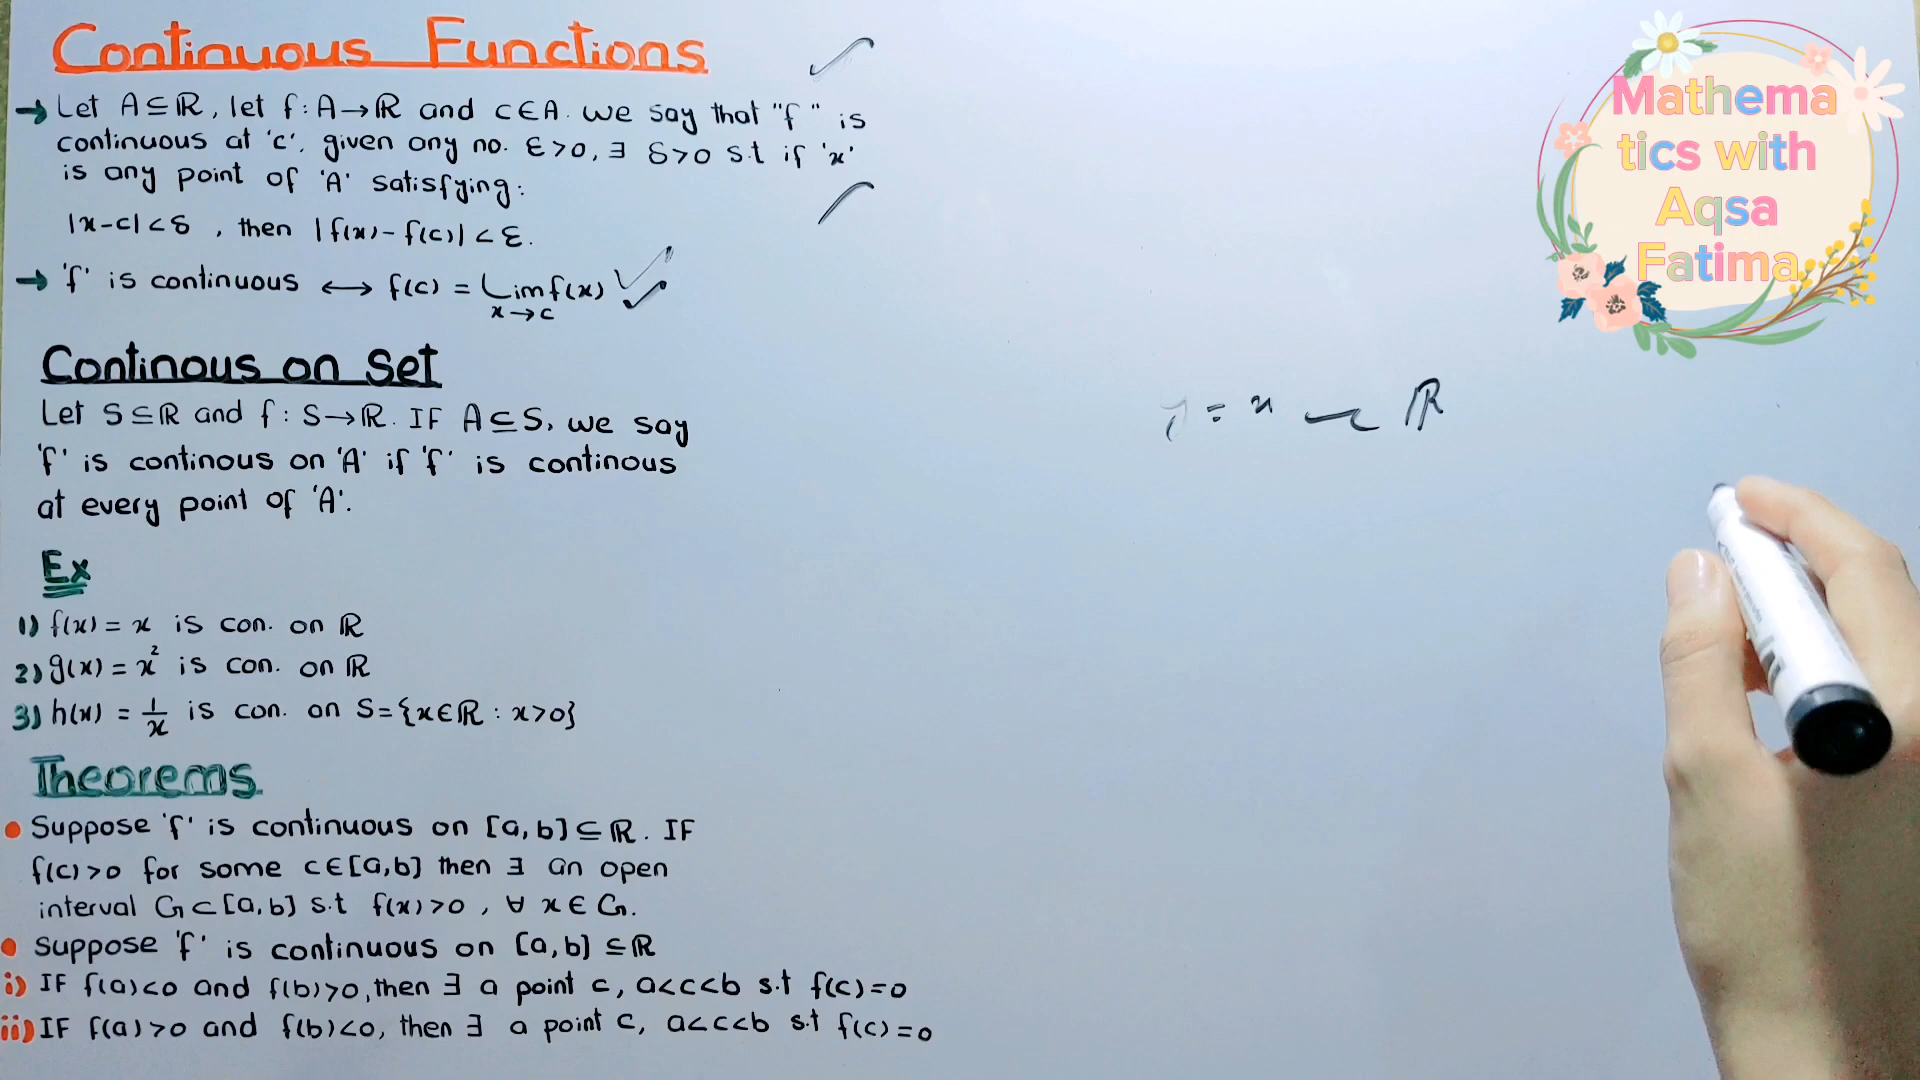 Continuous Functions
→ Let A⊆ℝ, let f:A→ℝ and c∈A. we say that "f" is
continuous at 'c', given any no. ε>0, ∃ δ>0 s.t if 'x'
is any point of 'A' satisfying:
|x-c|<δ , then |f(x)-f(c)|<ε.
→ 'f' is continuous ↔ f(c) = Lim f(x)
x→c
Continous on Set
Let S⊆ℝ and f: S→ℝ. IF A⊆S, we say
'f' is continous on 'A' if 'f' is continous
at every point of 'A'.
Ex
1) f(x) = x is con. on ℝ
2) g(x) = x² is con. on ℝ
3) h(x) = 1/x is con. on S={x∈ℝ : x>0}
Theorems
• Suppose 'f' is continuous on [a,b]⊆ℝ. IF
f(c)>0 for some c∈[a,b] then ∃ an open
interval G⊂[a,b] s.t f(x)>0 , ∀ x∈G.
• Suppose 'f' is continuous on [a,b] ⊆ℝ
i) IF f(a)<0 and f(b)>0, then ∃ a point c, a<c<b s.t f(c)=0
ii) IF f(a)>0 and f(b)<0, then ∃ a point c, a<c<b s.t f(c)=0
= x ℝ
Mathema
tics with
Aqsa
Fatima